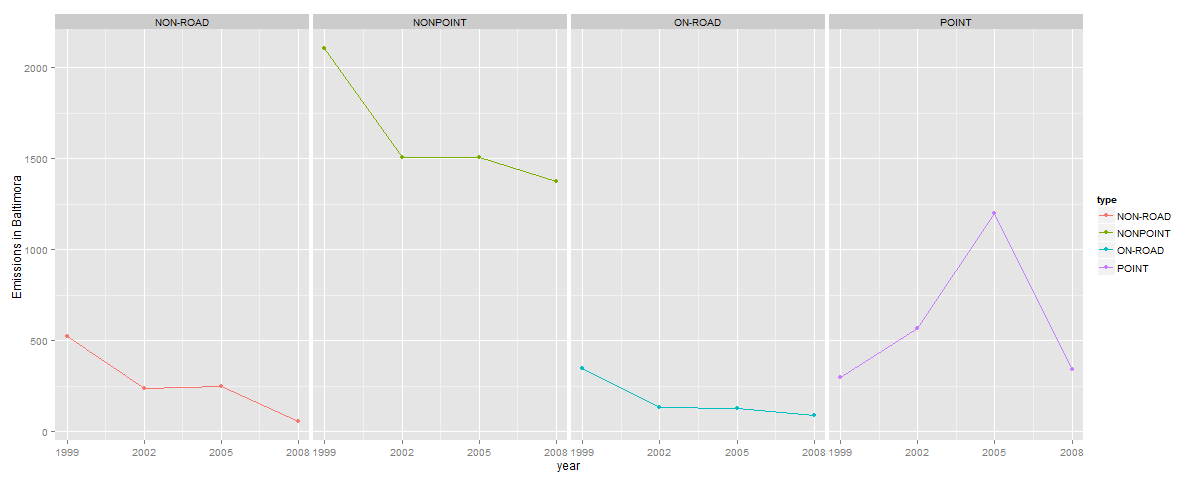 NON-ROAD NONPOINT ON-ROAD POINT
2000
1500
1000
500
0
Emissions in Baltimora
1999 2002 2005 2008 1999 2002 2005 2008 1999 2002 2005 2008 1999 2002 2005 2008
year
type
NON-ROAD
NONPOINT
ON-ROAD
POINT